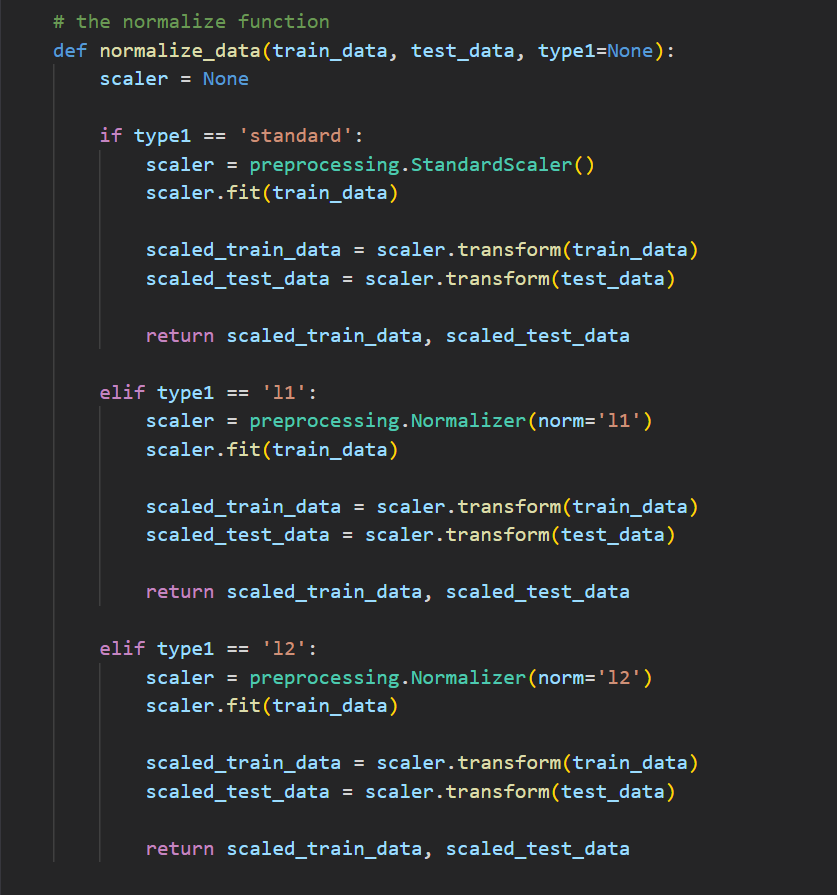 # the normalize function
def normalize_data(train_data, test_data, type1=None):
    scaler = None

    if type1 == 'standard':
        scaler = preprocessing.StandardScaler()
        scaler.fit(train_data)

        scaled_train_data = scaler.transform(train_data)
        scaled_test_data = scaler.transform(test_data)

        return scaled_train_data, scaled_test_data

    elif type1 == 'l1':
        scaler = preprocessing.Normalizer(norm='l1')
        scaler.fit(train_data)

        scaled_train_data = scaler.transform(train_data)
        scaled_test_data = scaler.transform(test_data)

        return scaled_train_data, scaled_test_data

    elif type1 == 'l2':
        scaler = preprocessing.Normalizer(norm='l2')
        scaler.fit(train_data)

        scaled_train_data = scaler.transform(train_data)
        scaled_test_data = scaler.transform(test_data)

        return scaled_train_data, scaled_test_data